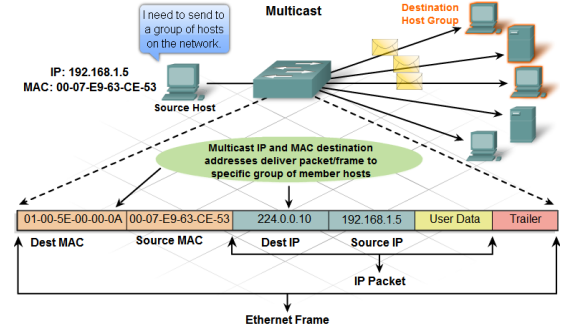 Multicast
I need to send to
a group of hosts
on the network.
Destination
Host Group
IP: 192.168.1.5
MAC: 00-07-E9-63-CE-53
Source Host
Multicast IP and MAC destination
addresses deliver packet/frame to
specific group of member hosts
01-00-5E-00-00-0A 00-07-E9-63-CE-53 224.0.0.10 192.168.1.5 User Data Trailer
Dest MAC Source MAC Dest IP Source IP
IP Packet
Ethernet Frame